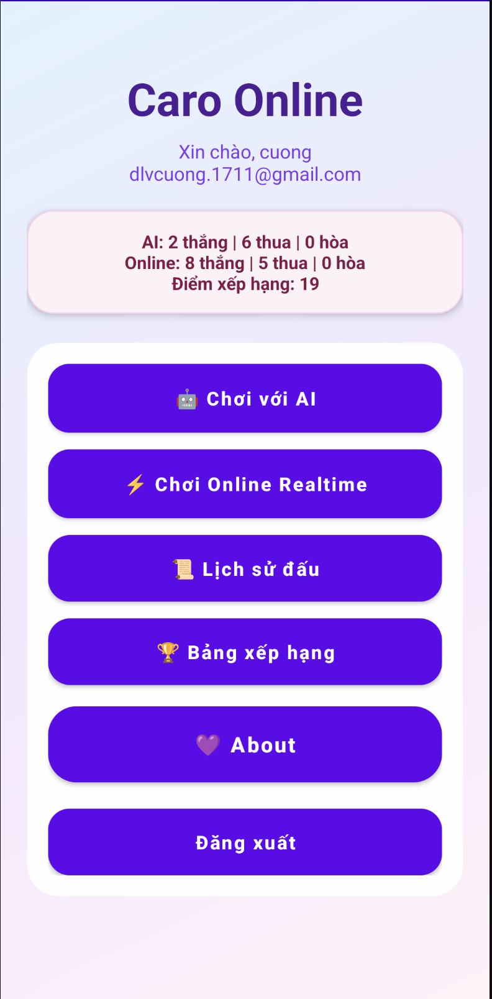 Caro Online
Xin chào, cuong
dlvcuong.1711@gmail.com
AI: 2 thắng | 6 thua | 0 hòa
Online: 8 thắng | 5 thua | 0 hòa
Điểm xếp hạng: 19
🤖 Chơi với AI
⚡ Chơi Online Realtime
📜 Lịch sử đấu
🏆 Bảng xếp hạng
💜 About
Đăng xuất